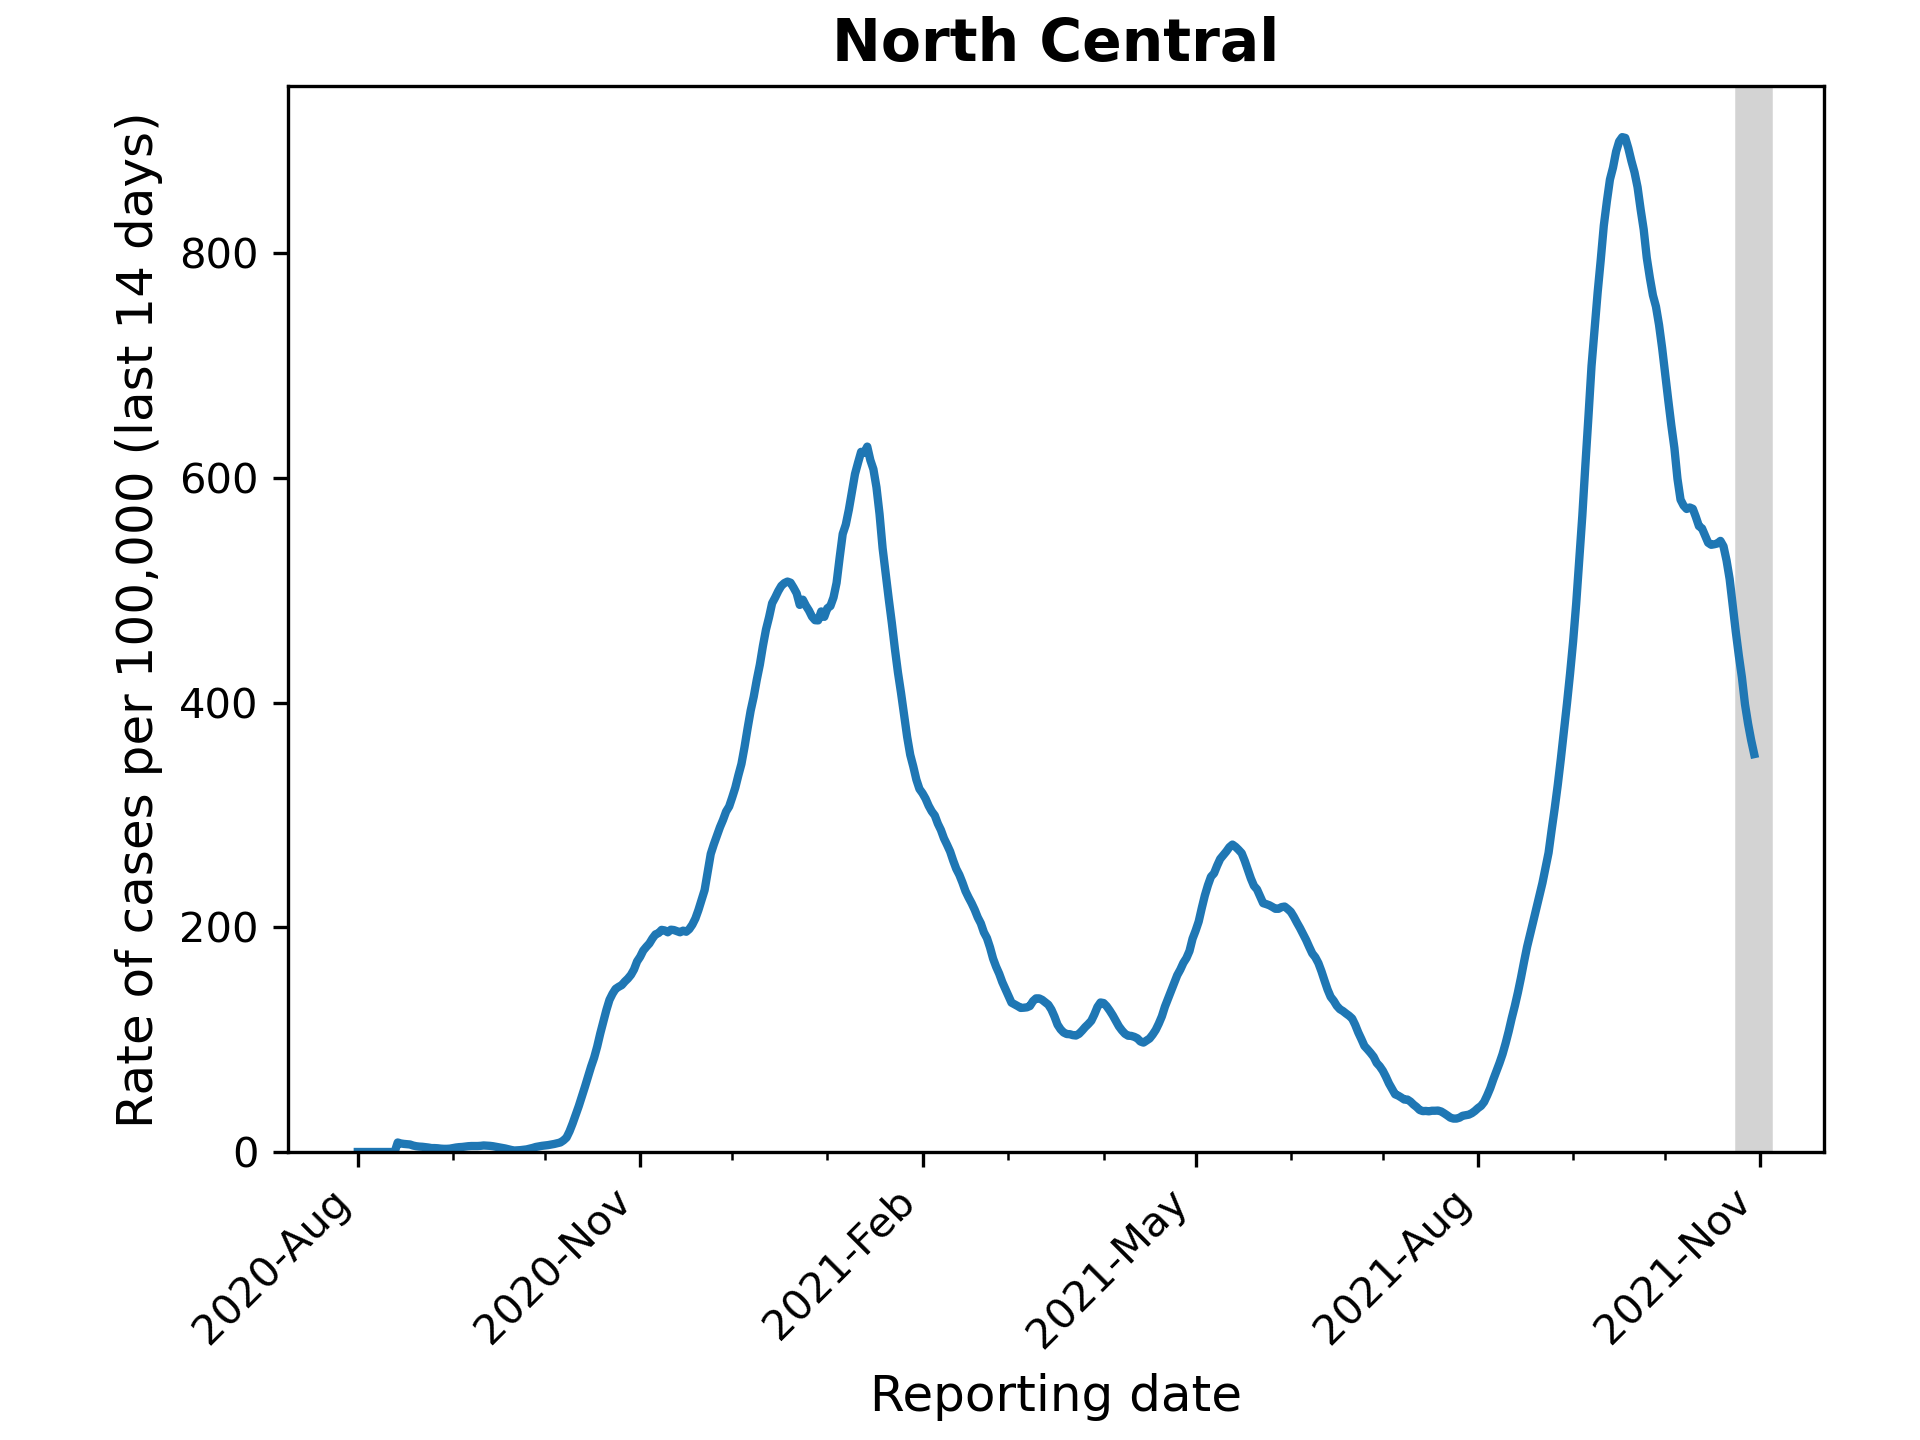 North Central
Rate of cases per 100,000 (last 14 days)
800
600
400
200
0
2020-Aug
2020-Nov
2021-Feb
2021-May
2021-Aug
2021-Nov
Reporting date